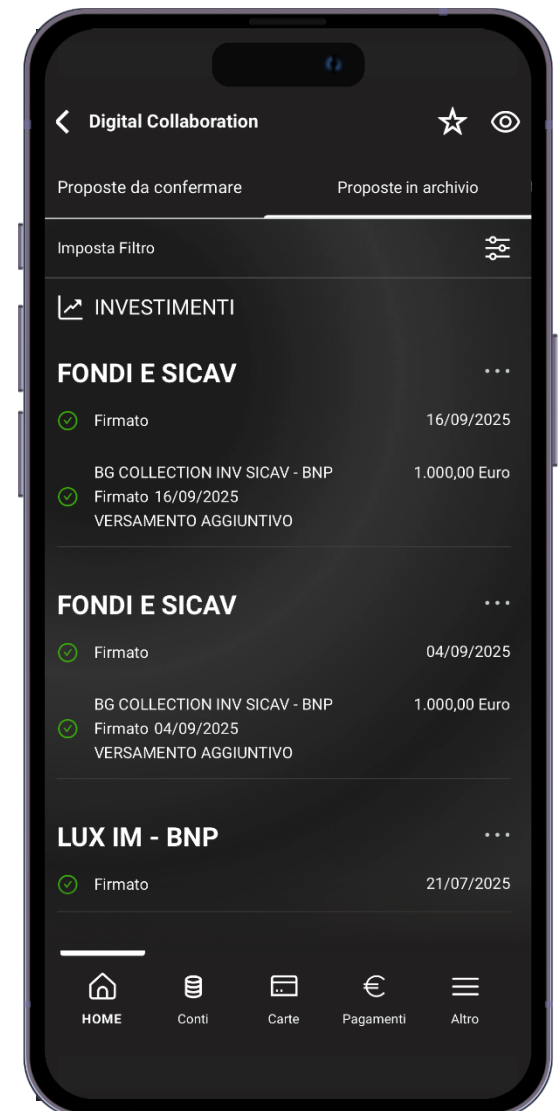 Digital Collaboration
Proposte da confermare Proposte in archivio
Imposta Filtro
INVESTIMENTI
FONDI E SICAV
Firmato 16/09/2025
BG COLLECTION INV SICAV - BNP 1.000,00 Euro
Firmato 16/09/2025
VERSAMENTO AGGIUNTIVO
FONDI E SICAV
Firmato 04/09/2025
BG COLLECTION INV SICAV - BNP 1.000,00 Euro
Firmato 04/09/2025
VERSAMENTO AGGIUNTIVO
LUX IM - BNP
Firmato 21/07/2025
HOME Conti Carte Pagamenti Altro